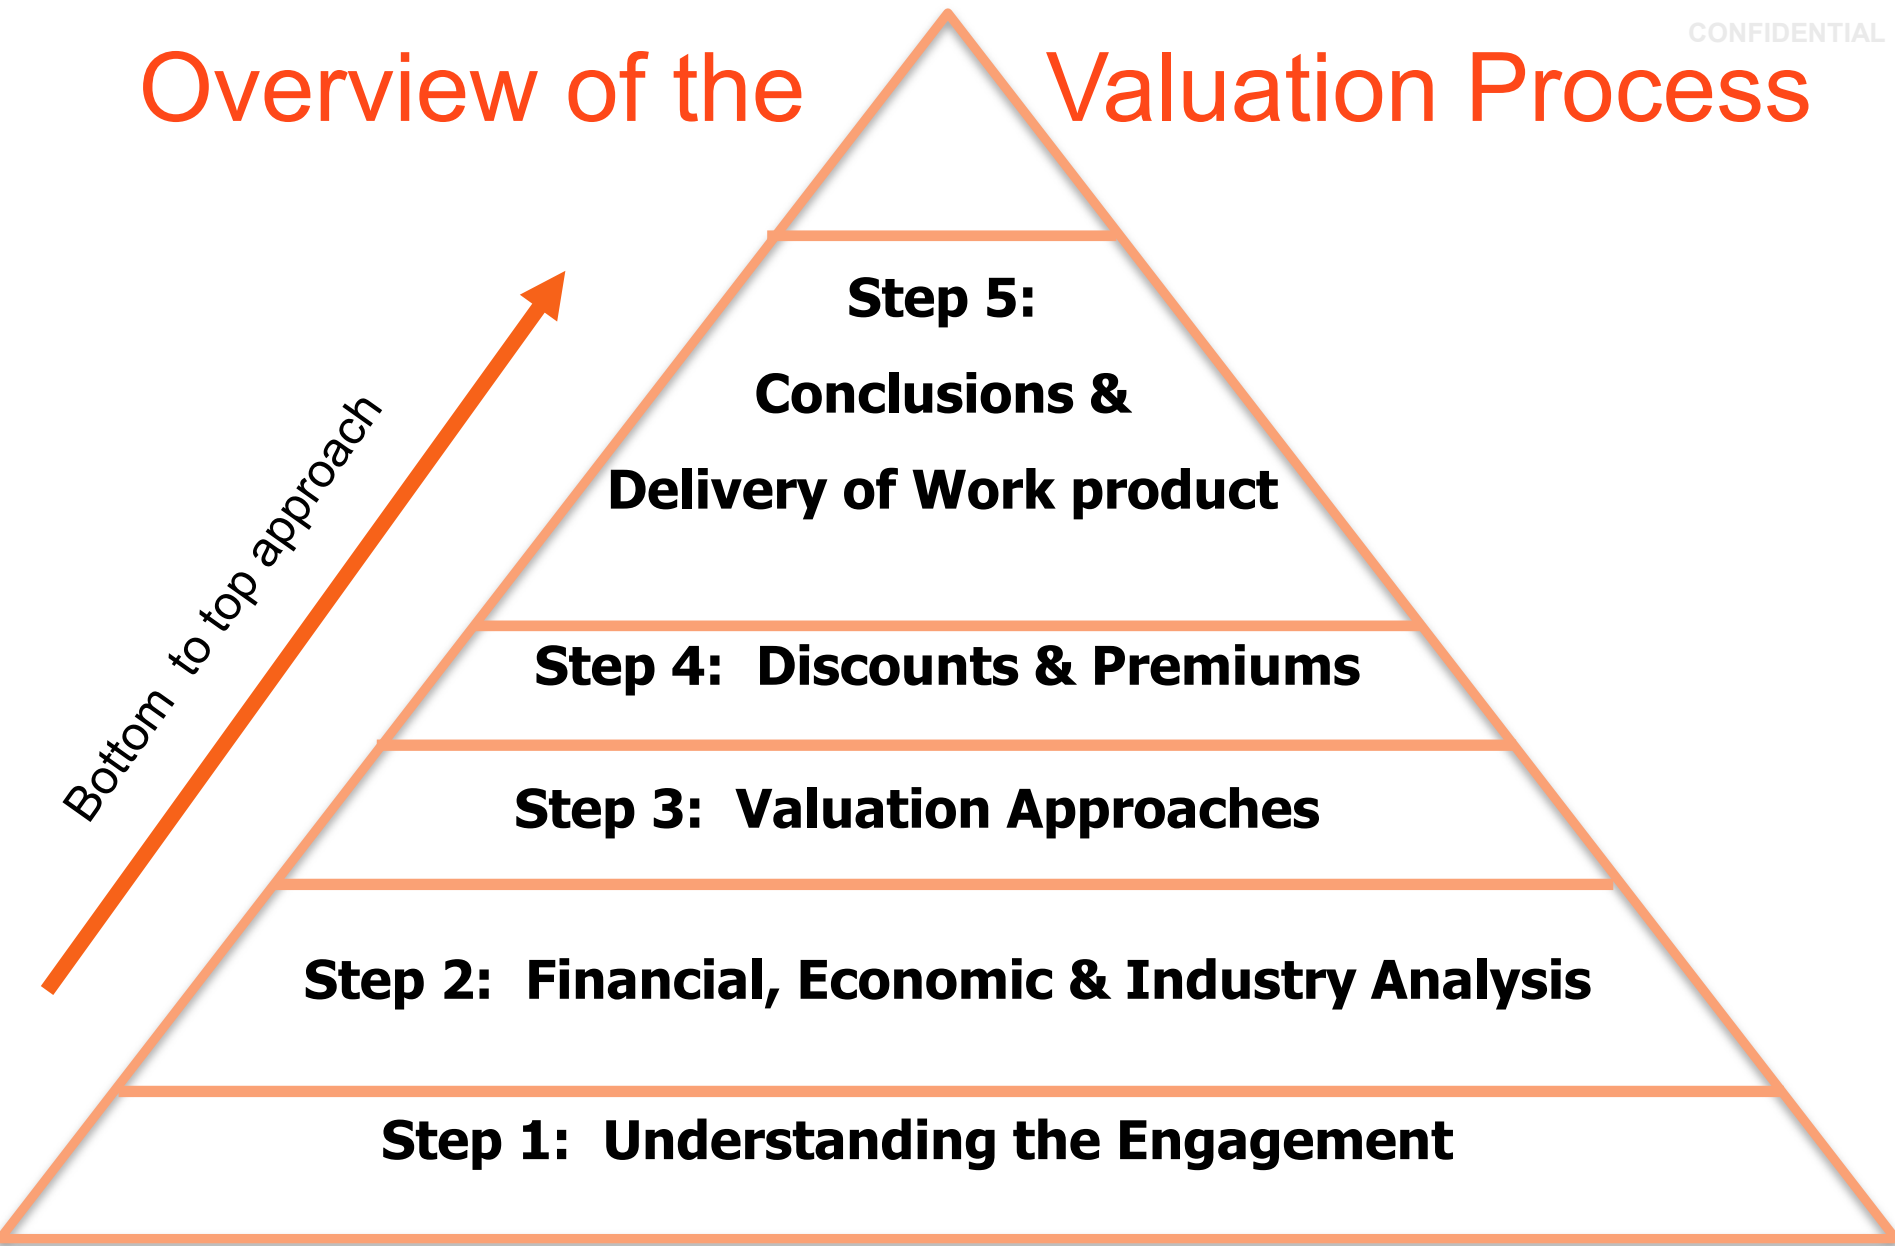 CONFIDENTIAL
Overview of the Valuation Process
Bottom to top approach
Step 5:
Conclusions &
Delivery of Work product
Step 4: Discounts & Premiums
Step 3: Valuation Approaches
Step 2: Financial, Economic & Industry Analysis
Step 1: Understanding the Engagement